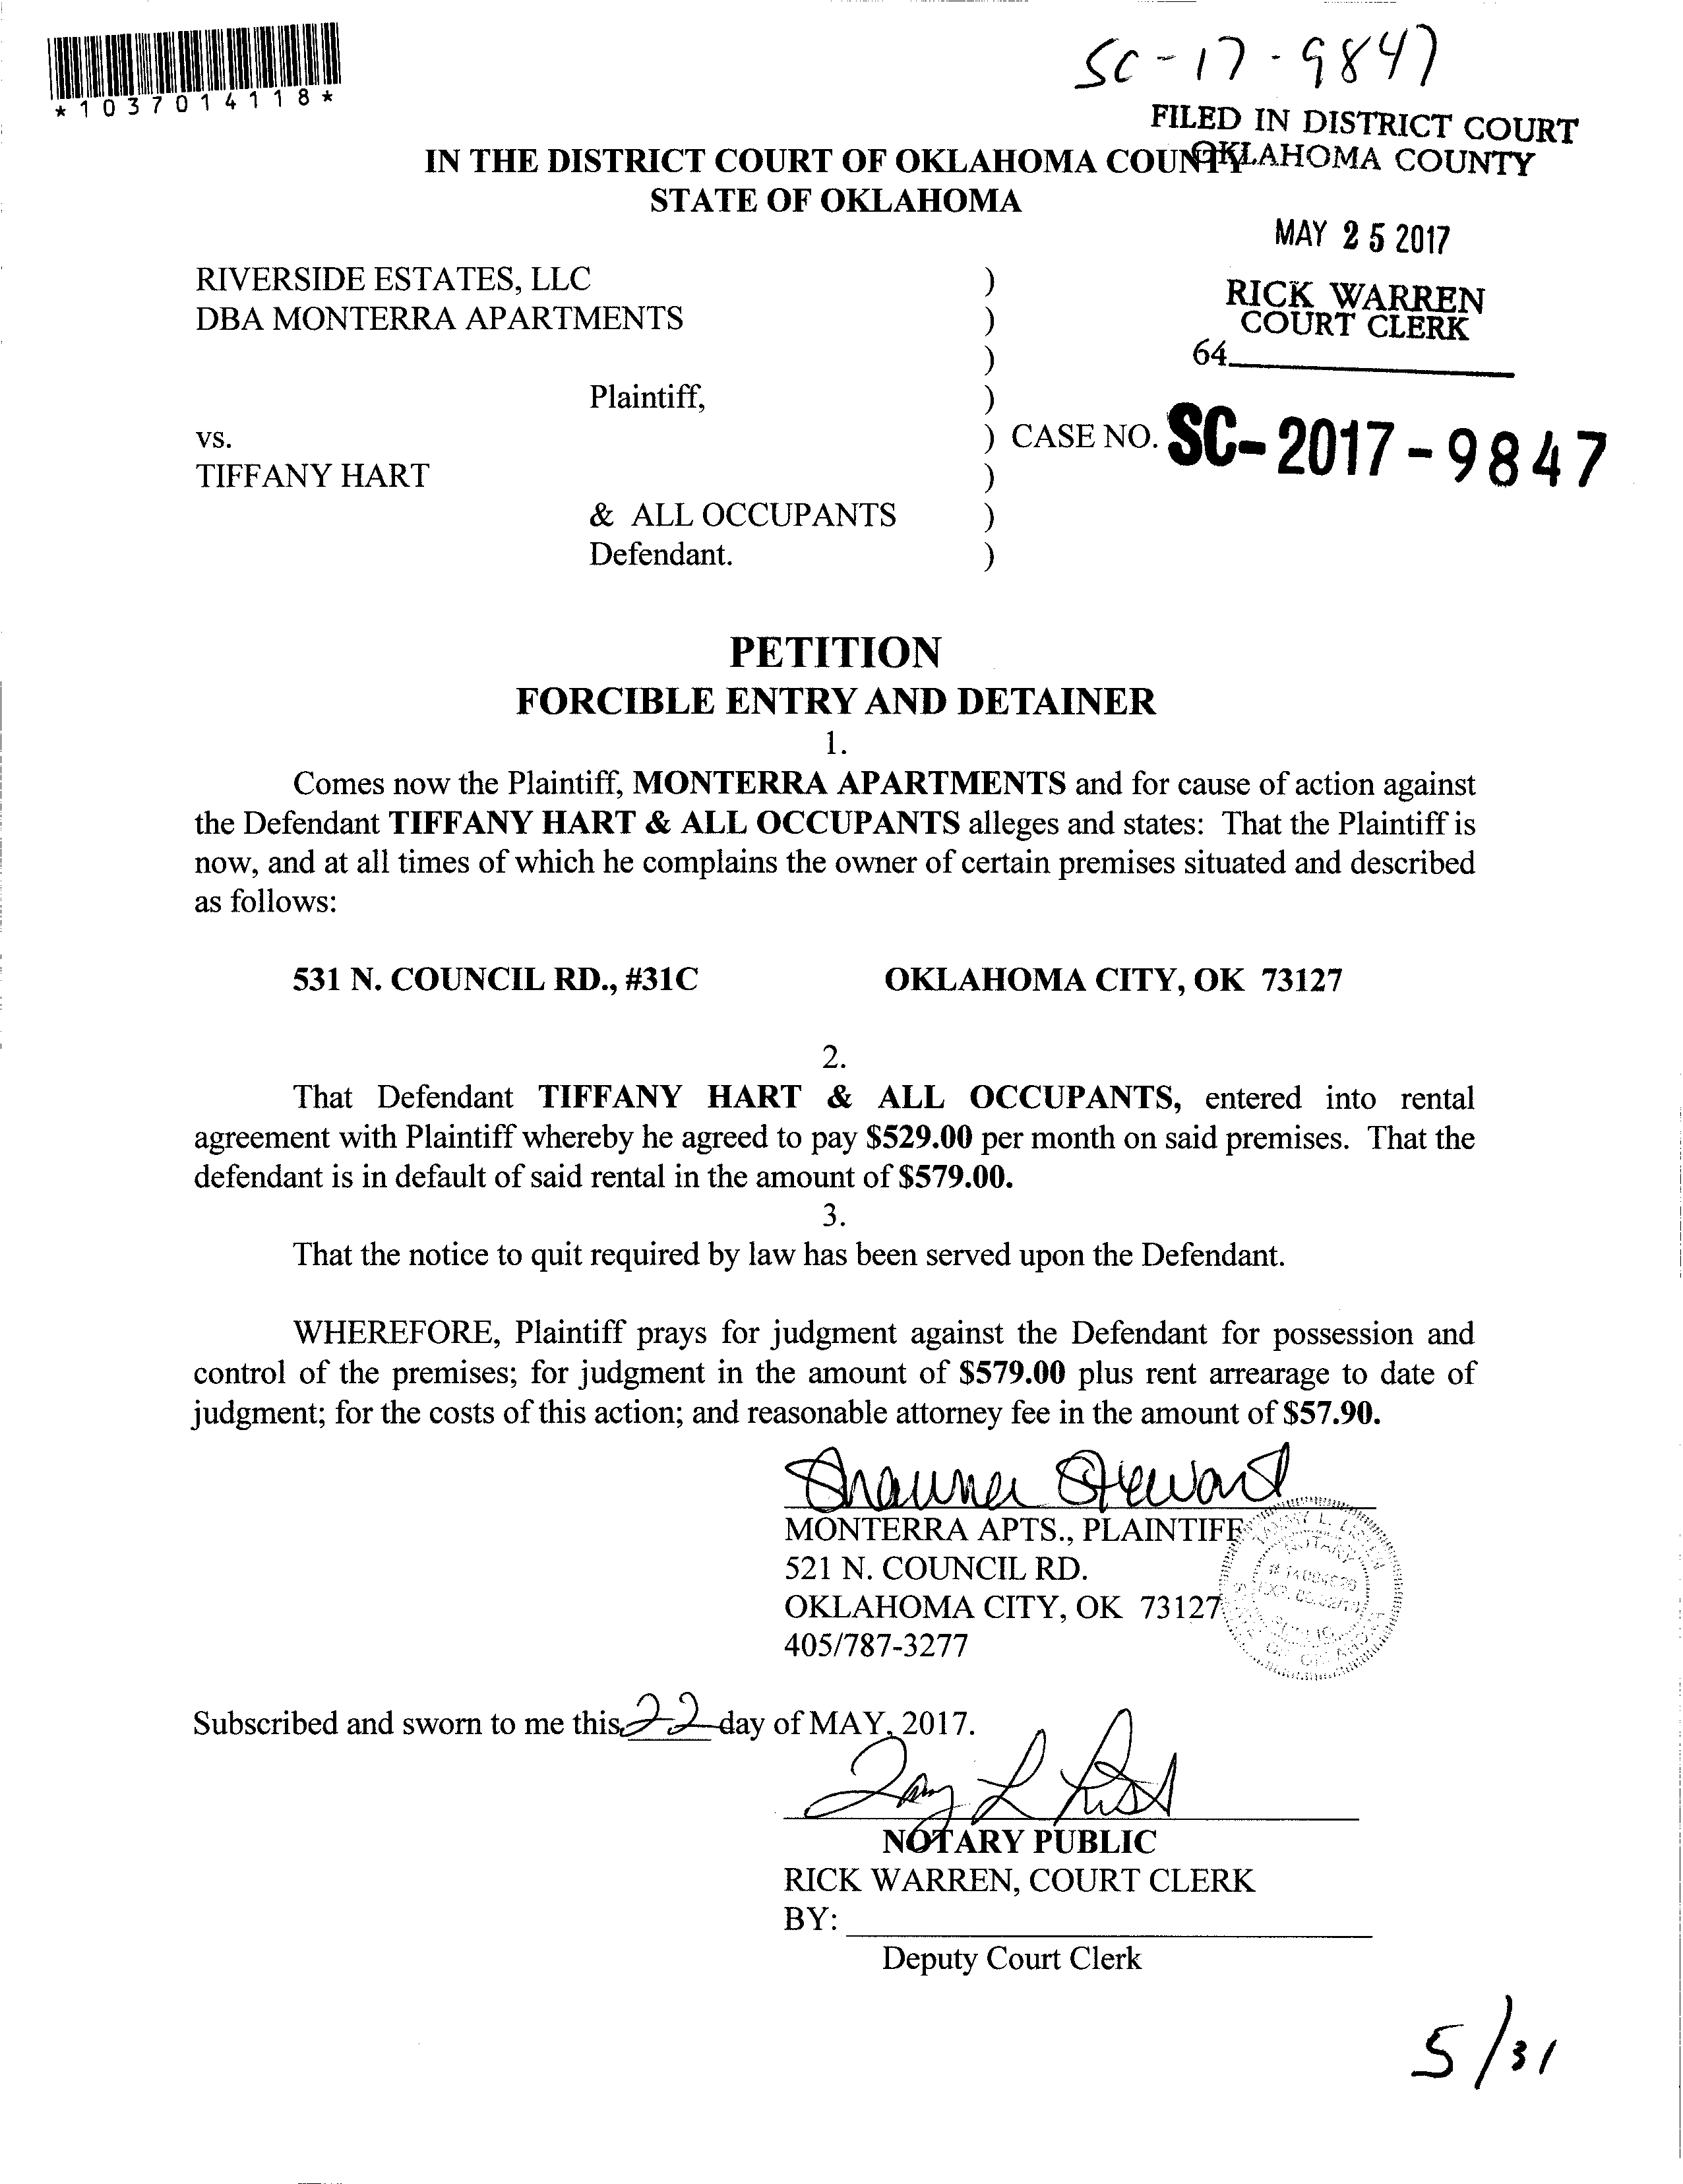 *1037014118*
SC-17-9847
FILED IN DISTRICT COURT
OKLAHOMA COUNTY
IN THE DISTRICT COURT OF OKLAHOMA COUNTY
STATE OF OKLAHOMA
MAY 25 2017
RICK WARREN
COURT CLERK
64
RIVERSIDE ESTATES, LLC )
DBA MONTERRA APARTMENTS )
)
Plaintiff, )
vs. ) CASE NO. SC-2017-9847
TIFFANY HART )
& ALL OCCUPANTS )
Defendant. )
PETITION
FORCIBLE ENTRY AND DETAINER
1.
Comes now the Plaintiff, MONTERRA APARTMENTS and for cause of action against
the Defendant TIFFANY HART & ALL OCCUPANTS alleges and states: That the Plaintiff is
now, and at all times of which he complains the owner of certain premises situated and described
as follows:
531 N. COUNCIL RD., #31C OKLAHOMA CITY, OK 73127
2.
That Defendant TIFFANY HART & ALL OCCUPANTS, entered into rental
agreement with Plaintiff whereby he agreed to pay $529.00 per month on said premises. That the
defendant is in default of said rental in the amount of $579.00.
3.
That the notice to quit required by law has been served upon the Defendant.
WHEREFORE, Plaintiff prays for judgment against the Defendant for possession and
control of the premises; for judgment in the amount of $579.00 plus rent arrearage to date of
judgment; for the costs of this action; and reasonable attorney fee in the amount of $57.90.
Shauna Stewart
MONTERRA APTS., PLAINTIFF
521 N. COUNCIL RD.
OKLAHOMA CITY, OK 73127
405/787-3277
NOTARY
PUBLIC
Subscribed and sworn to me this 22 day of MAY, 2017.
NOTARY PUBLIC
RICK WARREN, COURT CLERK
BY:
Deputy Court Clerk
5/31